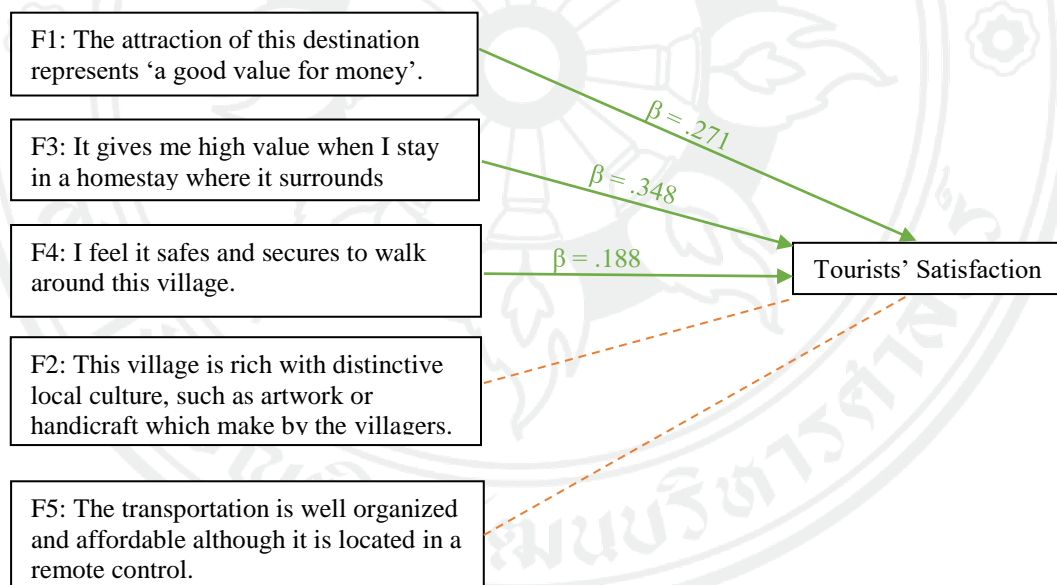 F1: The attraction of this destination
represents ‘a good value for money’.
β = .271
F3: It gives me high value when I stay
in a homestay where it surrounds
β = .348
F4: I feel it safes and secures to walk
around this village.
β = .188
Tourists’ Satisfaction
F2: This village is rich with distinctive
local culture, such as artwork or
handicraft which make by the villagers.
F5: The transportation is well organized
and affordable although it is located in a
remote control.